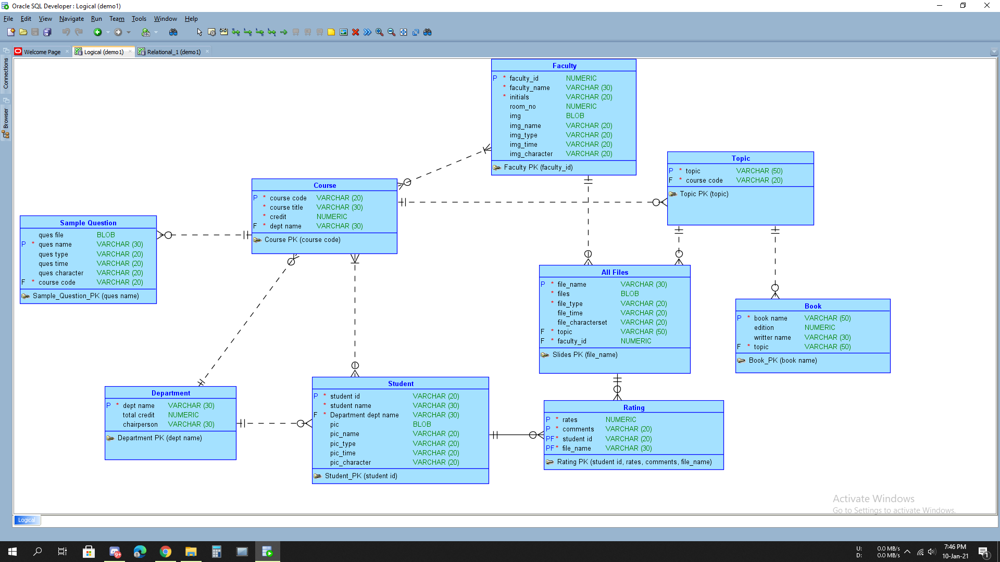 Oracle SQL Developer : Logical (demo1)
File Edit View Navigate Run Team Tools Window Help
Welcome Page
Logical (demo1)
Relational_1 (demo1)
Connections
Browser
Faculty
P * faculty_id NUMERIC
* faculty_name VARCHAR (30)
* initials VARCHAR (20)
room_no NUMERIC
img BLOB
img_name VARCHAR (20)
img_type VARCHAR (20)
img_time VARCHAR (20)
img_character VARCHAR (20)
Faculty PK (faculty_id)
Topic
P * topic VARCHAR (50)
F * course code VARCHAR (20)
Topic PK (topic)
Course
P * course code VARCHAR (20)
* course title VARCHAR (30)
* credit NUMERIC
F * dept name VARCHAR (30)
Course PK (course code)
Sample Question
ques file BLOB
P * ques name VARCHAR (30)
ques type VARCHAR (20)
ques time VARCHAR (20)
ques character VARCHAR (20)
F * course code VARCHAR (20)
Sample_Question_PK (ques name)
All Files
P * file_name VARCHAR (30)
* files BLOB
* file_type VARCHAR (20)
file_time VARCHAR (20)
file_characterset VARCHAR (20)
F * topic VARCHAR (50)
F * faculty_id NUMERIC
Slides PK (file_name)
Book
P * book name VARCHAR (50)
edition NUMERIC
writter name VARCHAR (30)
F * topic VARCHAR (50)
Book_PK (book name)
Department
P * dept name VARCHAR (30)
total credit NUMERIC
chairperson VARCHAR (30)
Department PK (dept name)
Student
P * student id VARCHAR (20)
* student name VARCHAR (30)
F * Department dept name VARCHAR (30)
pic BLOB
pic_name VARCHAR (20)
pic_type VARCHAR (20)
pic_time VARCHAR (20)
pic_character VARCHAR (20)
Student_PK (student id)
Rating
P * rates NUMERIC
P * comments VARCHAR (20)
PF * student id VARCHAR (20)
PF * file_name VARCHAR (30)
Rating PK (student id, rates, comments, file_name)
Activate Windows
Go to Settings to activate Windows.
Logical
9+
U: 0.0 MB/s
D: 0.0 MB/s
7:46 PM
10-Jan-21
1